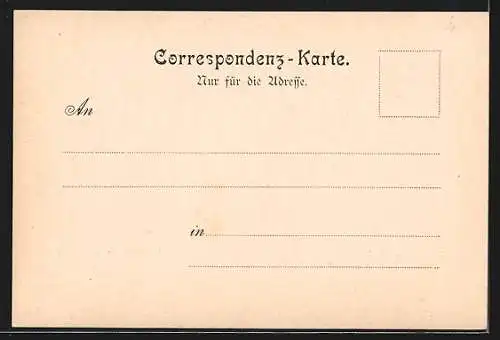 Correspondenz-Karte.
Nur für die Adresse.
An
in